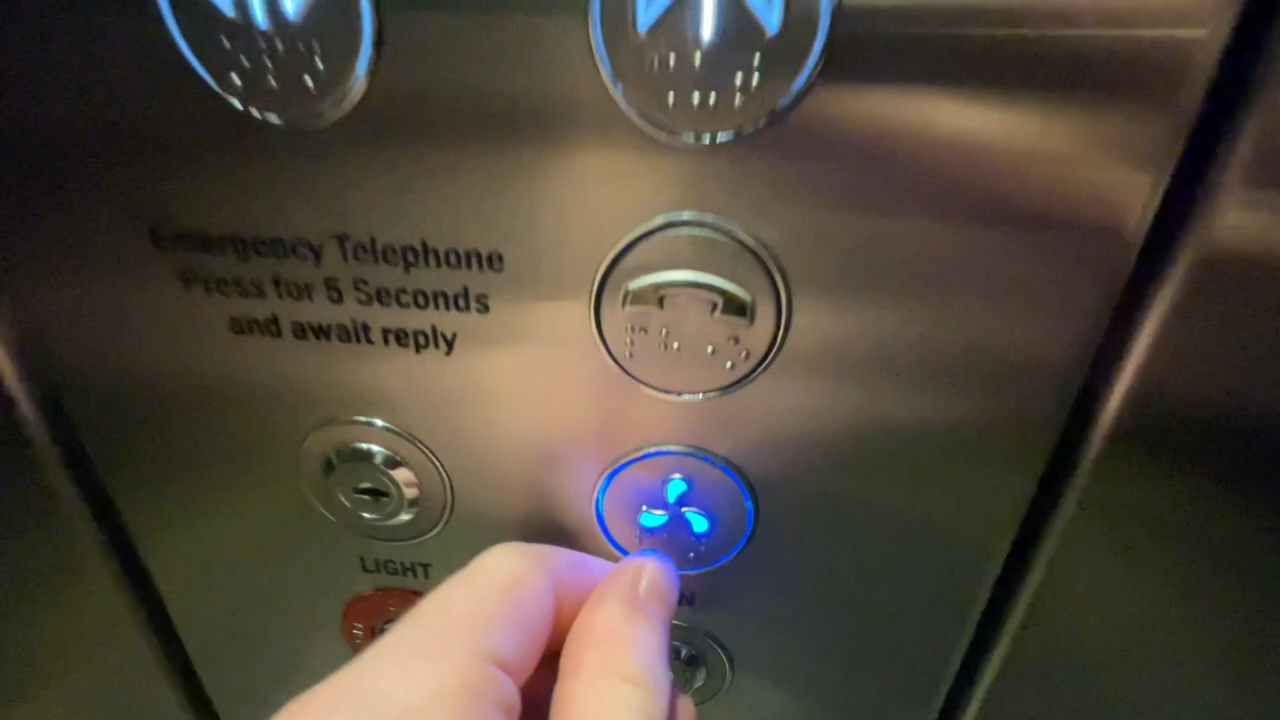 Emergency Telephone
Press for 5 Seconds
and await reply
LIGHT